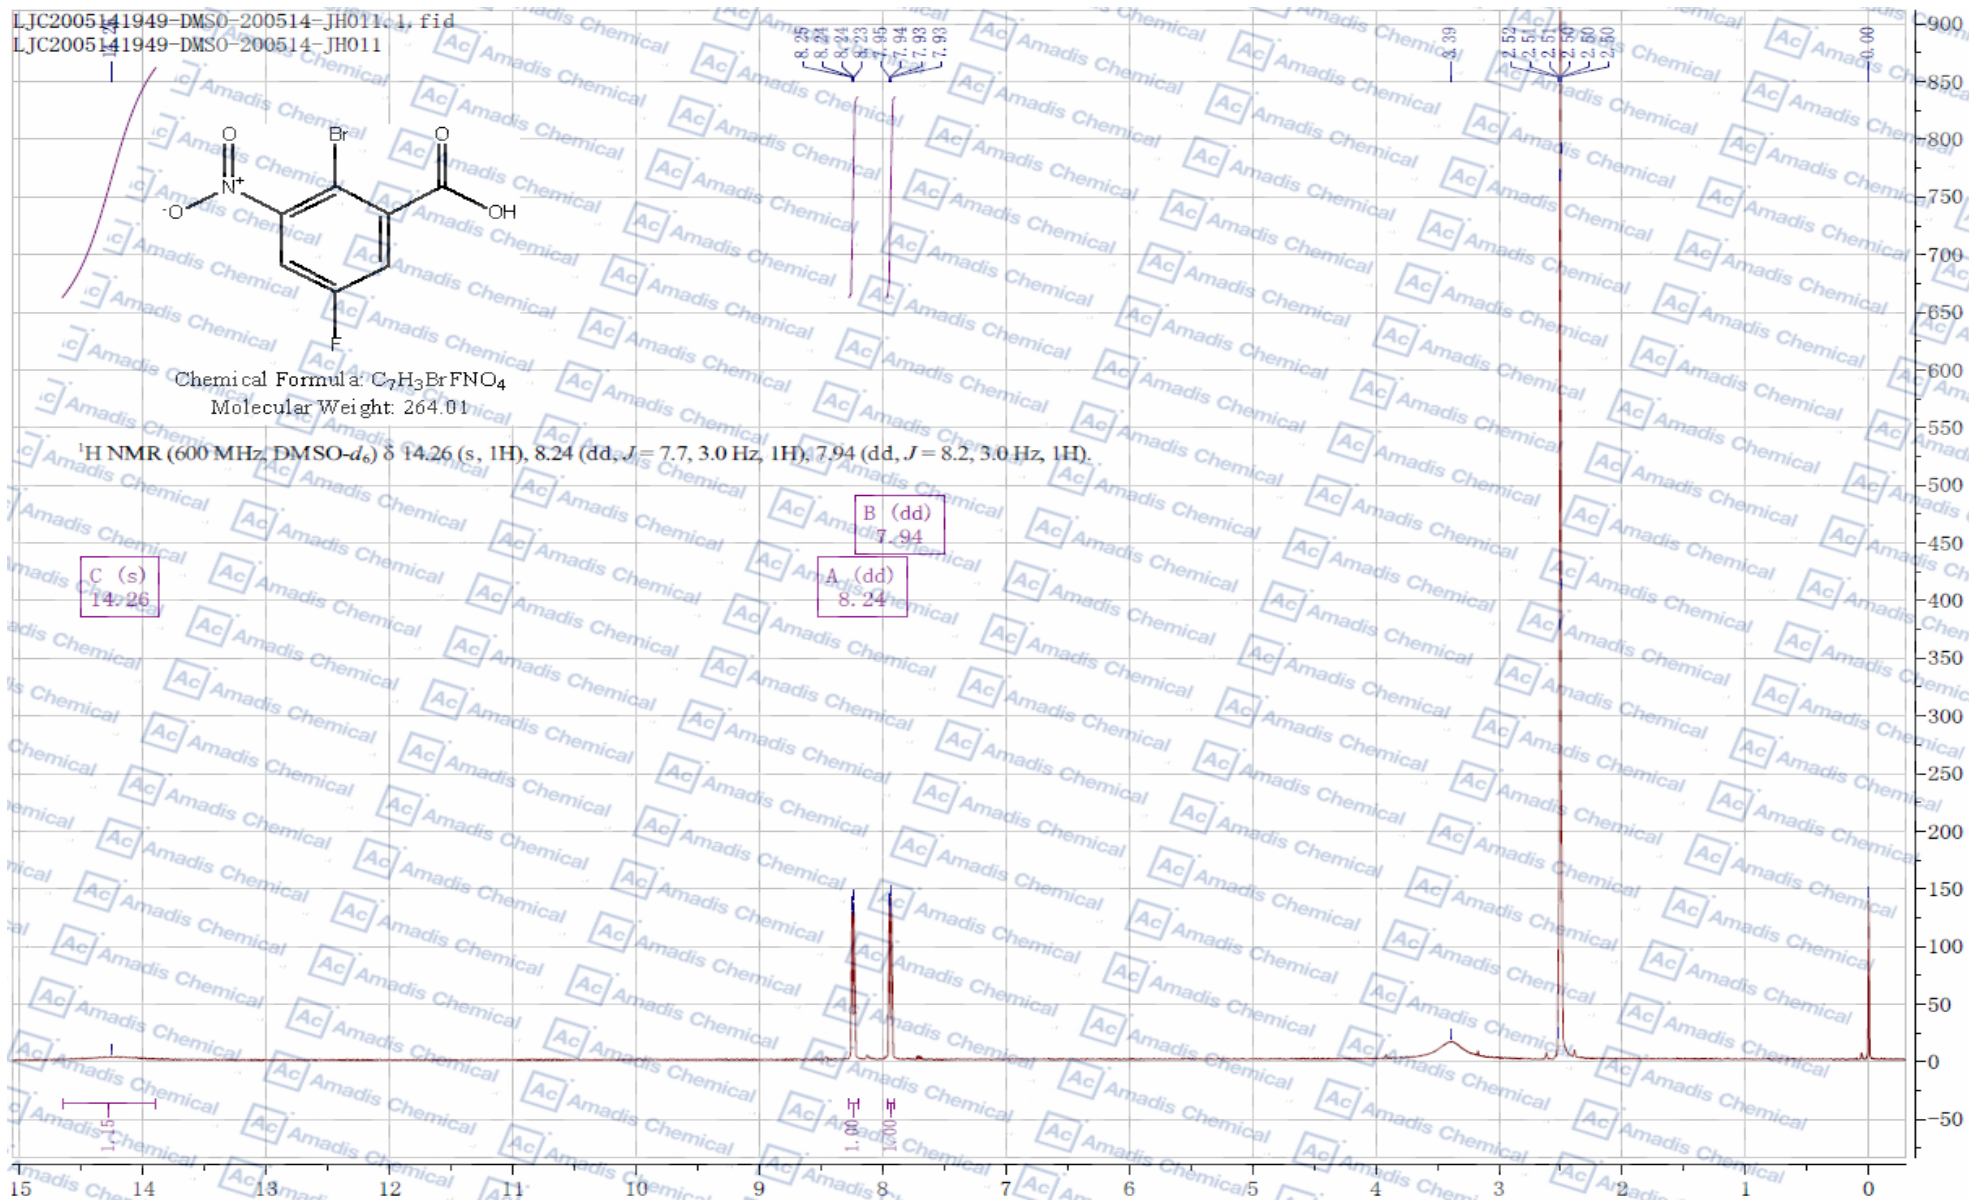 LJC2005141949-DMSO-200514-JH011.1.fid
LJC2005141949-DMSO-200514-JH011
8.25
8.24
8.24
8.23
7.95
7.94
7.93
7.93
3.39
2.52
2.51
2.51
2.50
2.50
2.50
0.00
O
N+
-O
Br
O
OH
F
Chemical Formula: C₇H₃BrFNO₄
Molecular Weight: 264.01
¹H NMR (600 MHz, DMSO-d₆) δ 14.26 (s, 1H), 8.24 (dd, J = 7.7, 3.0 Hz, 1H), 7.94 (dd, J = 8.2, 3.0 Hz, 1H).
B (dd)
7.94
C (s)
14.26
A (dd)
8.24
1.15
1.00
1.00
900
850
800
750
700
650
600
550
500
450
400
350
300
250
200
150
100
50
0
-50
15 14 13 12 11 10 9 8 7 6 5 4 3 2 1 0
Ac Amadis Chemical